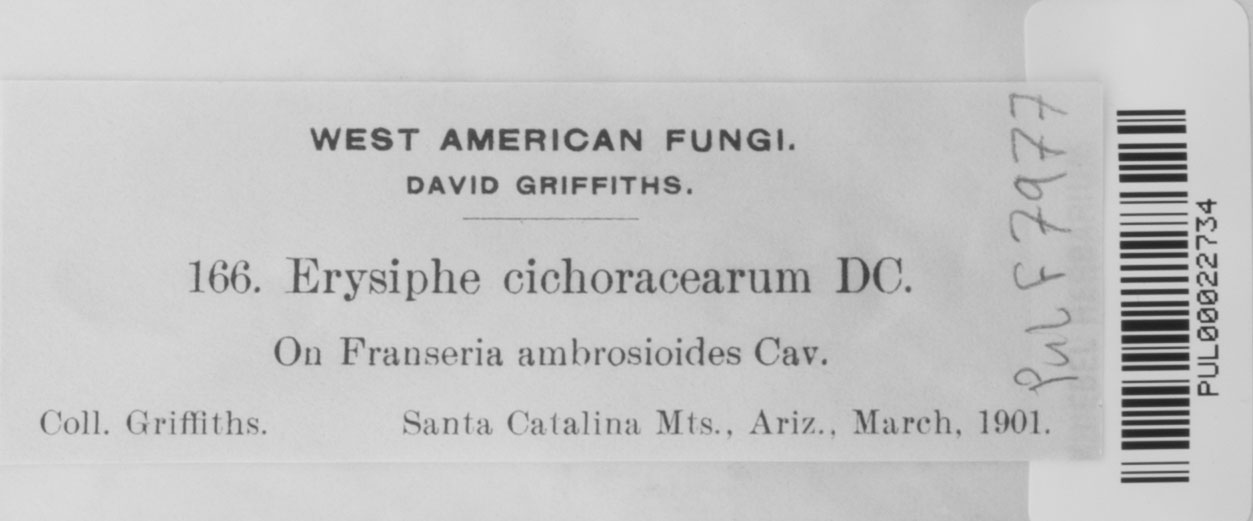 WEST AMERICAN FUNGI.
DAVID GRIFFITHS.
166. Erysiphe cichoracearum DC.
On Franseria ambrosioides Cav.
Coll. Griffiths. Santa Catalina Mts., Ariz., March, 1901.
Pul F 7977
PUL00022734